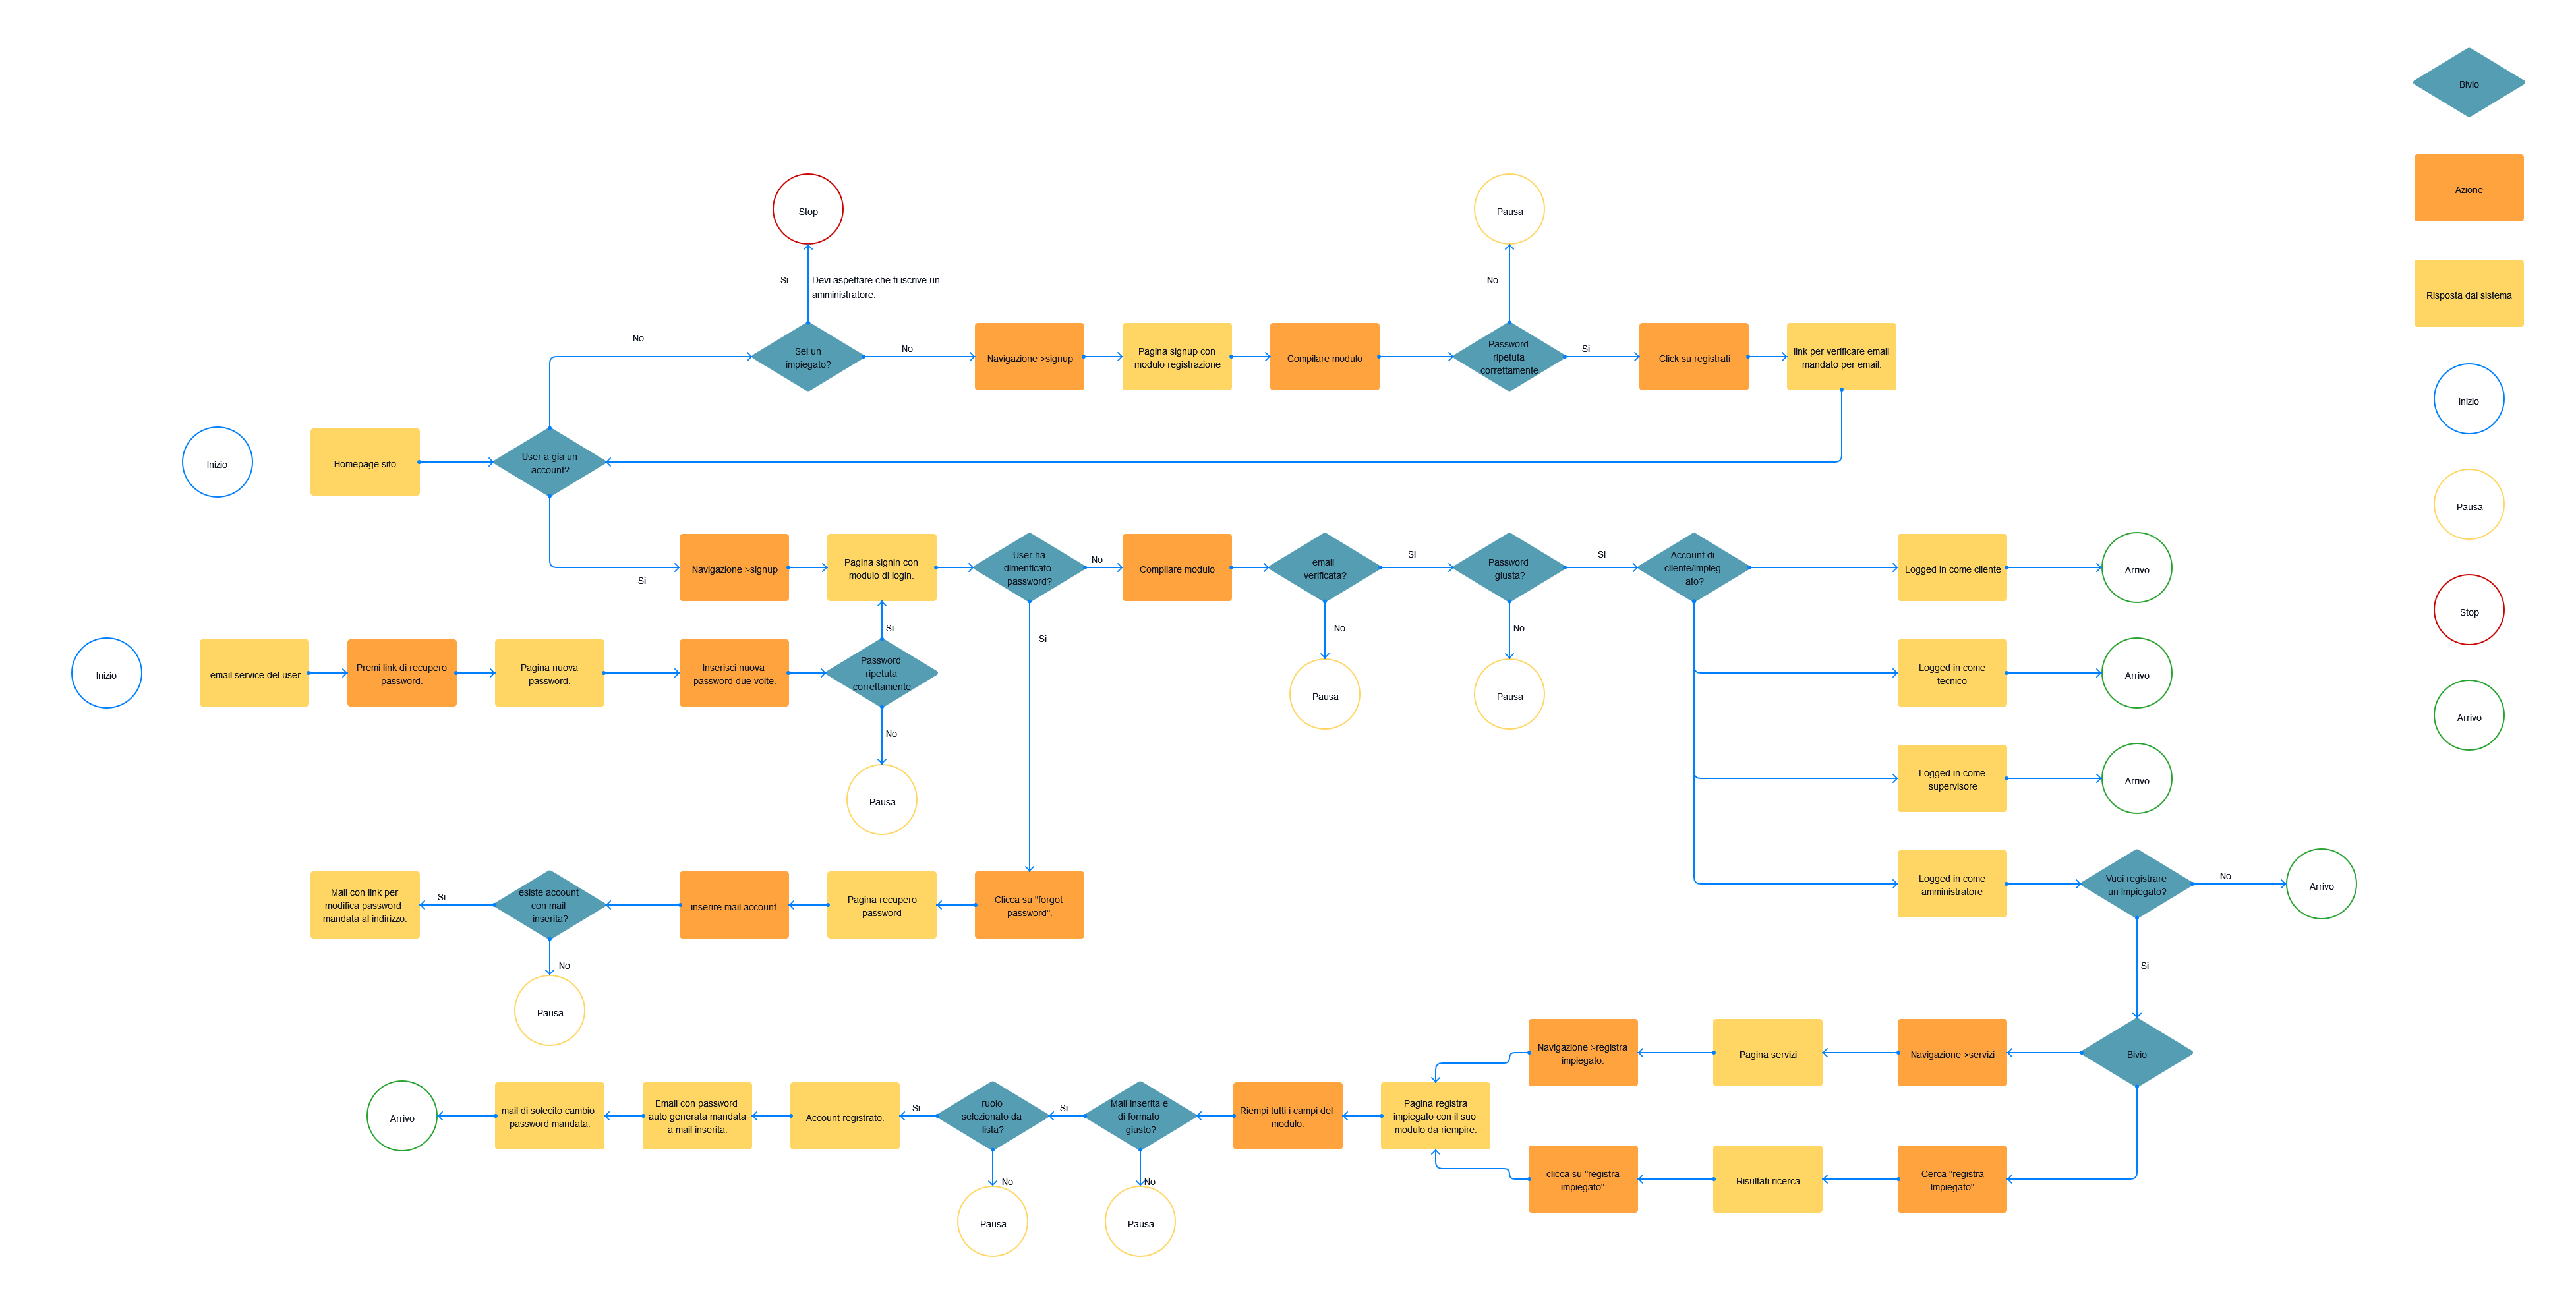 Bivio
Azione
Risposta dal sistema
Inizio
Pausa
Stop
Arrivo
Stop
Si
Devi aspettare che ti iscrive un
amministratore.
Pausa
No
No
Sei un
impiegato?
No
Navigazione >signup
Pagina signup con
modulo registrazione
Compilare modulo
Password
ripetuta
correttamente
Si
Click su registrati
link per verificare email
mandato per email.
Inizio
Homepage sito
User a gia un
account?
Si
Navigazione >signup
Pagina signin con
modulo di login.
User ha
dimenticato
password?
No
Compilare modulo
email
verificata?
Si
Password
giusta?
Si
Account di
cliente/Impieg
ato?
Logged in come cliente
Arrivo
Si
Si
No
No
Inizio
email service del user
Premi link di recupero
password.
Pagina nuova
password.
Inserisci nuova
password due volte.
Password
ripetuta
correttamente
Pausa
Pausa
Logged in come
tecnico
Arrivo
No
Pausa
Logged in come
supervisore
Arrivo
Mail con link per
modifica password
mandata al indirizzo.
Si
esiste account
con mail
inserita?
inserire mail account.
Pagina recupero
password
Clicca su "forgot
password".
Logged in come
amministratore
Vuoi registrare
un Impiegato?
No
Arrivo
No
Pausa
Si
Navigazione >registra
impiegato.
Pagina servizi
Navigazione >servizi
Bivio
Arrivo
mail di solecito cambio
password mandata.
Email con password
auto generata mandata
a mail inserita.
Account registrato.
Si
ruolo
selezionato da
lista?
Si
Mail inserita e
di formato
giusto?
Riempi tutti i campi del
modulo.
Pagina registra
impiegato con il suo
modulo da riempire.
clicca su "registra
impiegato".
Risultati ricerca
Cerca "registra
Impiegato"
No
Pausa
No
Pausa